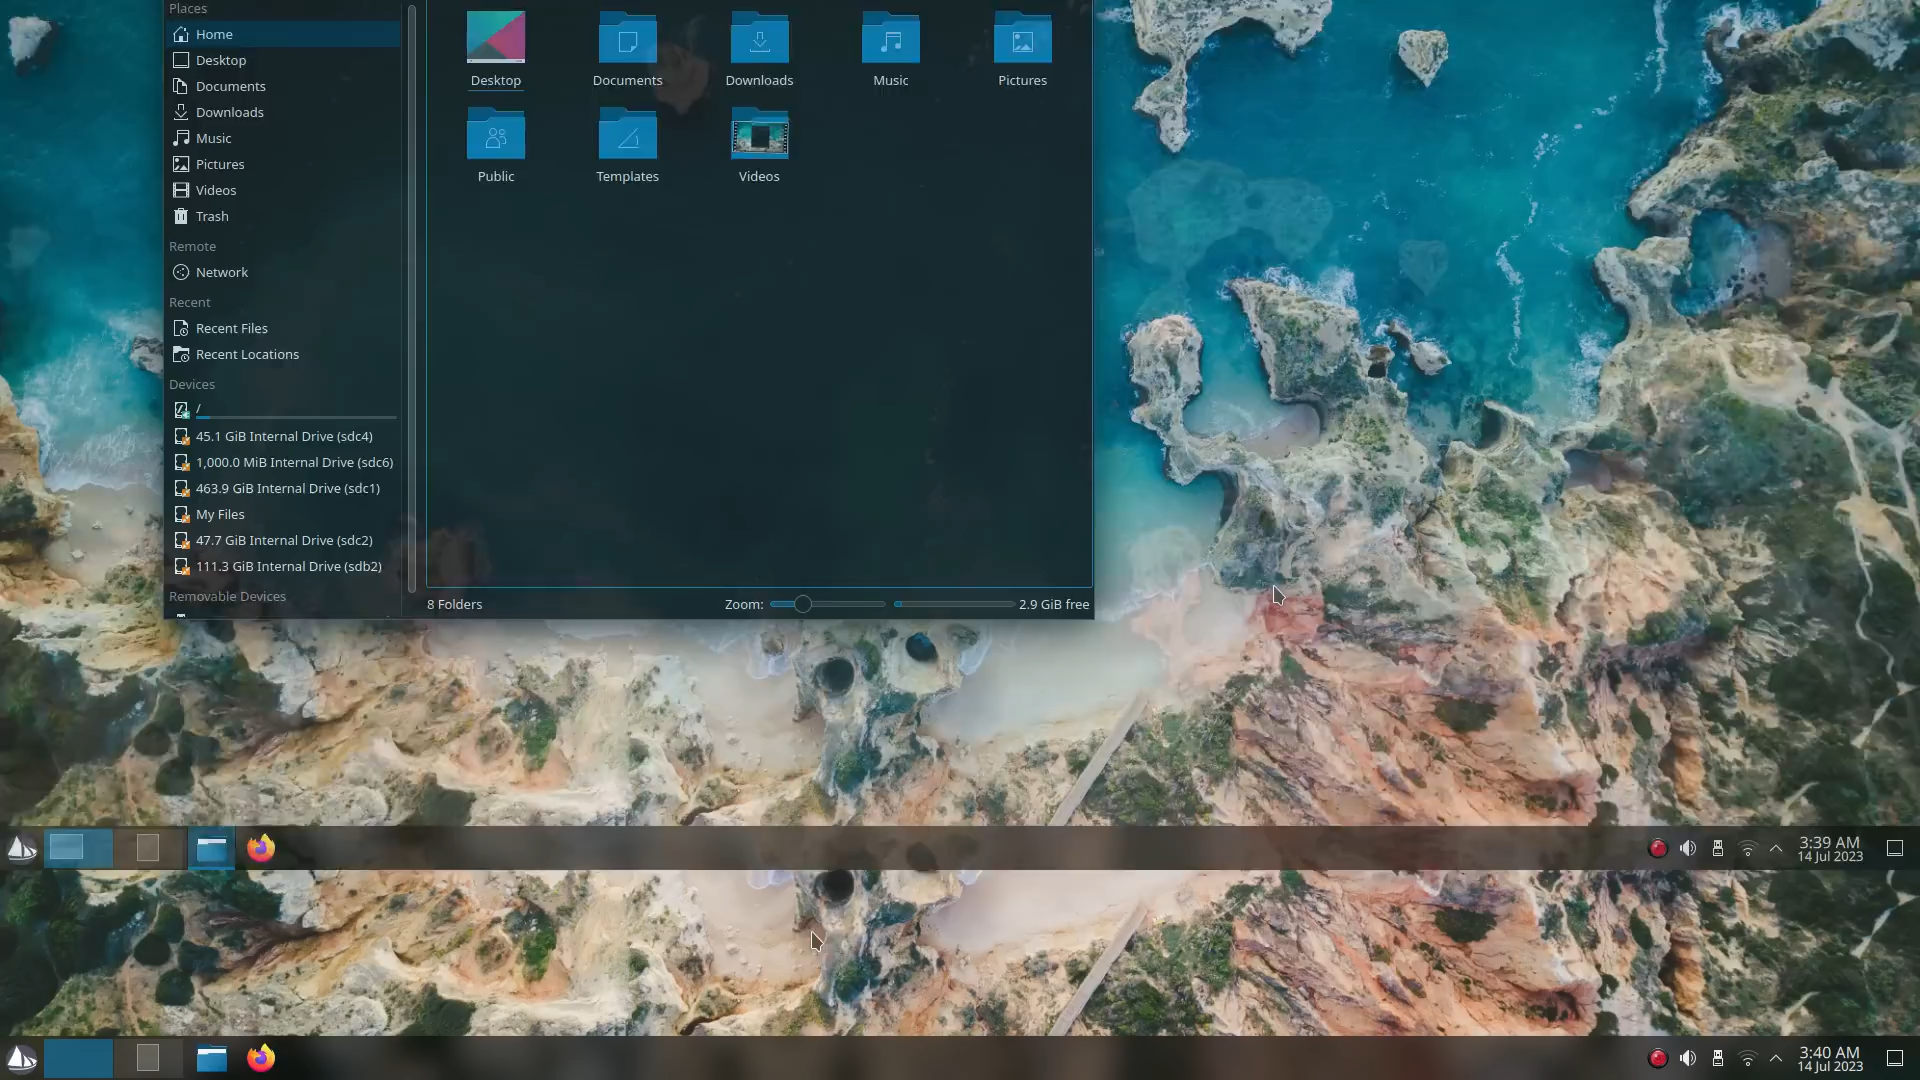 Places
Home
Desktop
Documents
Downloads
Music
Pictures
Videos
Trash
Remote
Network
Recent
Recent Files
Recent Locations
Devices
/
45.1 GiB Internal Drive (sdc4)
1,000.0 MiB Internal Drive (sdc6)
463.9 GiB Internal Drive (sdc1)
My Files
47.7 GiB Internal Drive (sdc2)
111.3 GiB Internal Drive (sdb2)
Removable Devices
Desktop Documents Downloads Music Pictures
Public Templates Videos
8 Folders Zoom: 2.9 GiB free
3:39 AM
14 Jul 2023
3:40 AM
14 Jul 2023